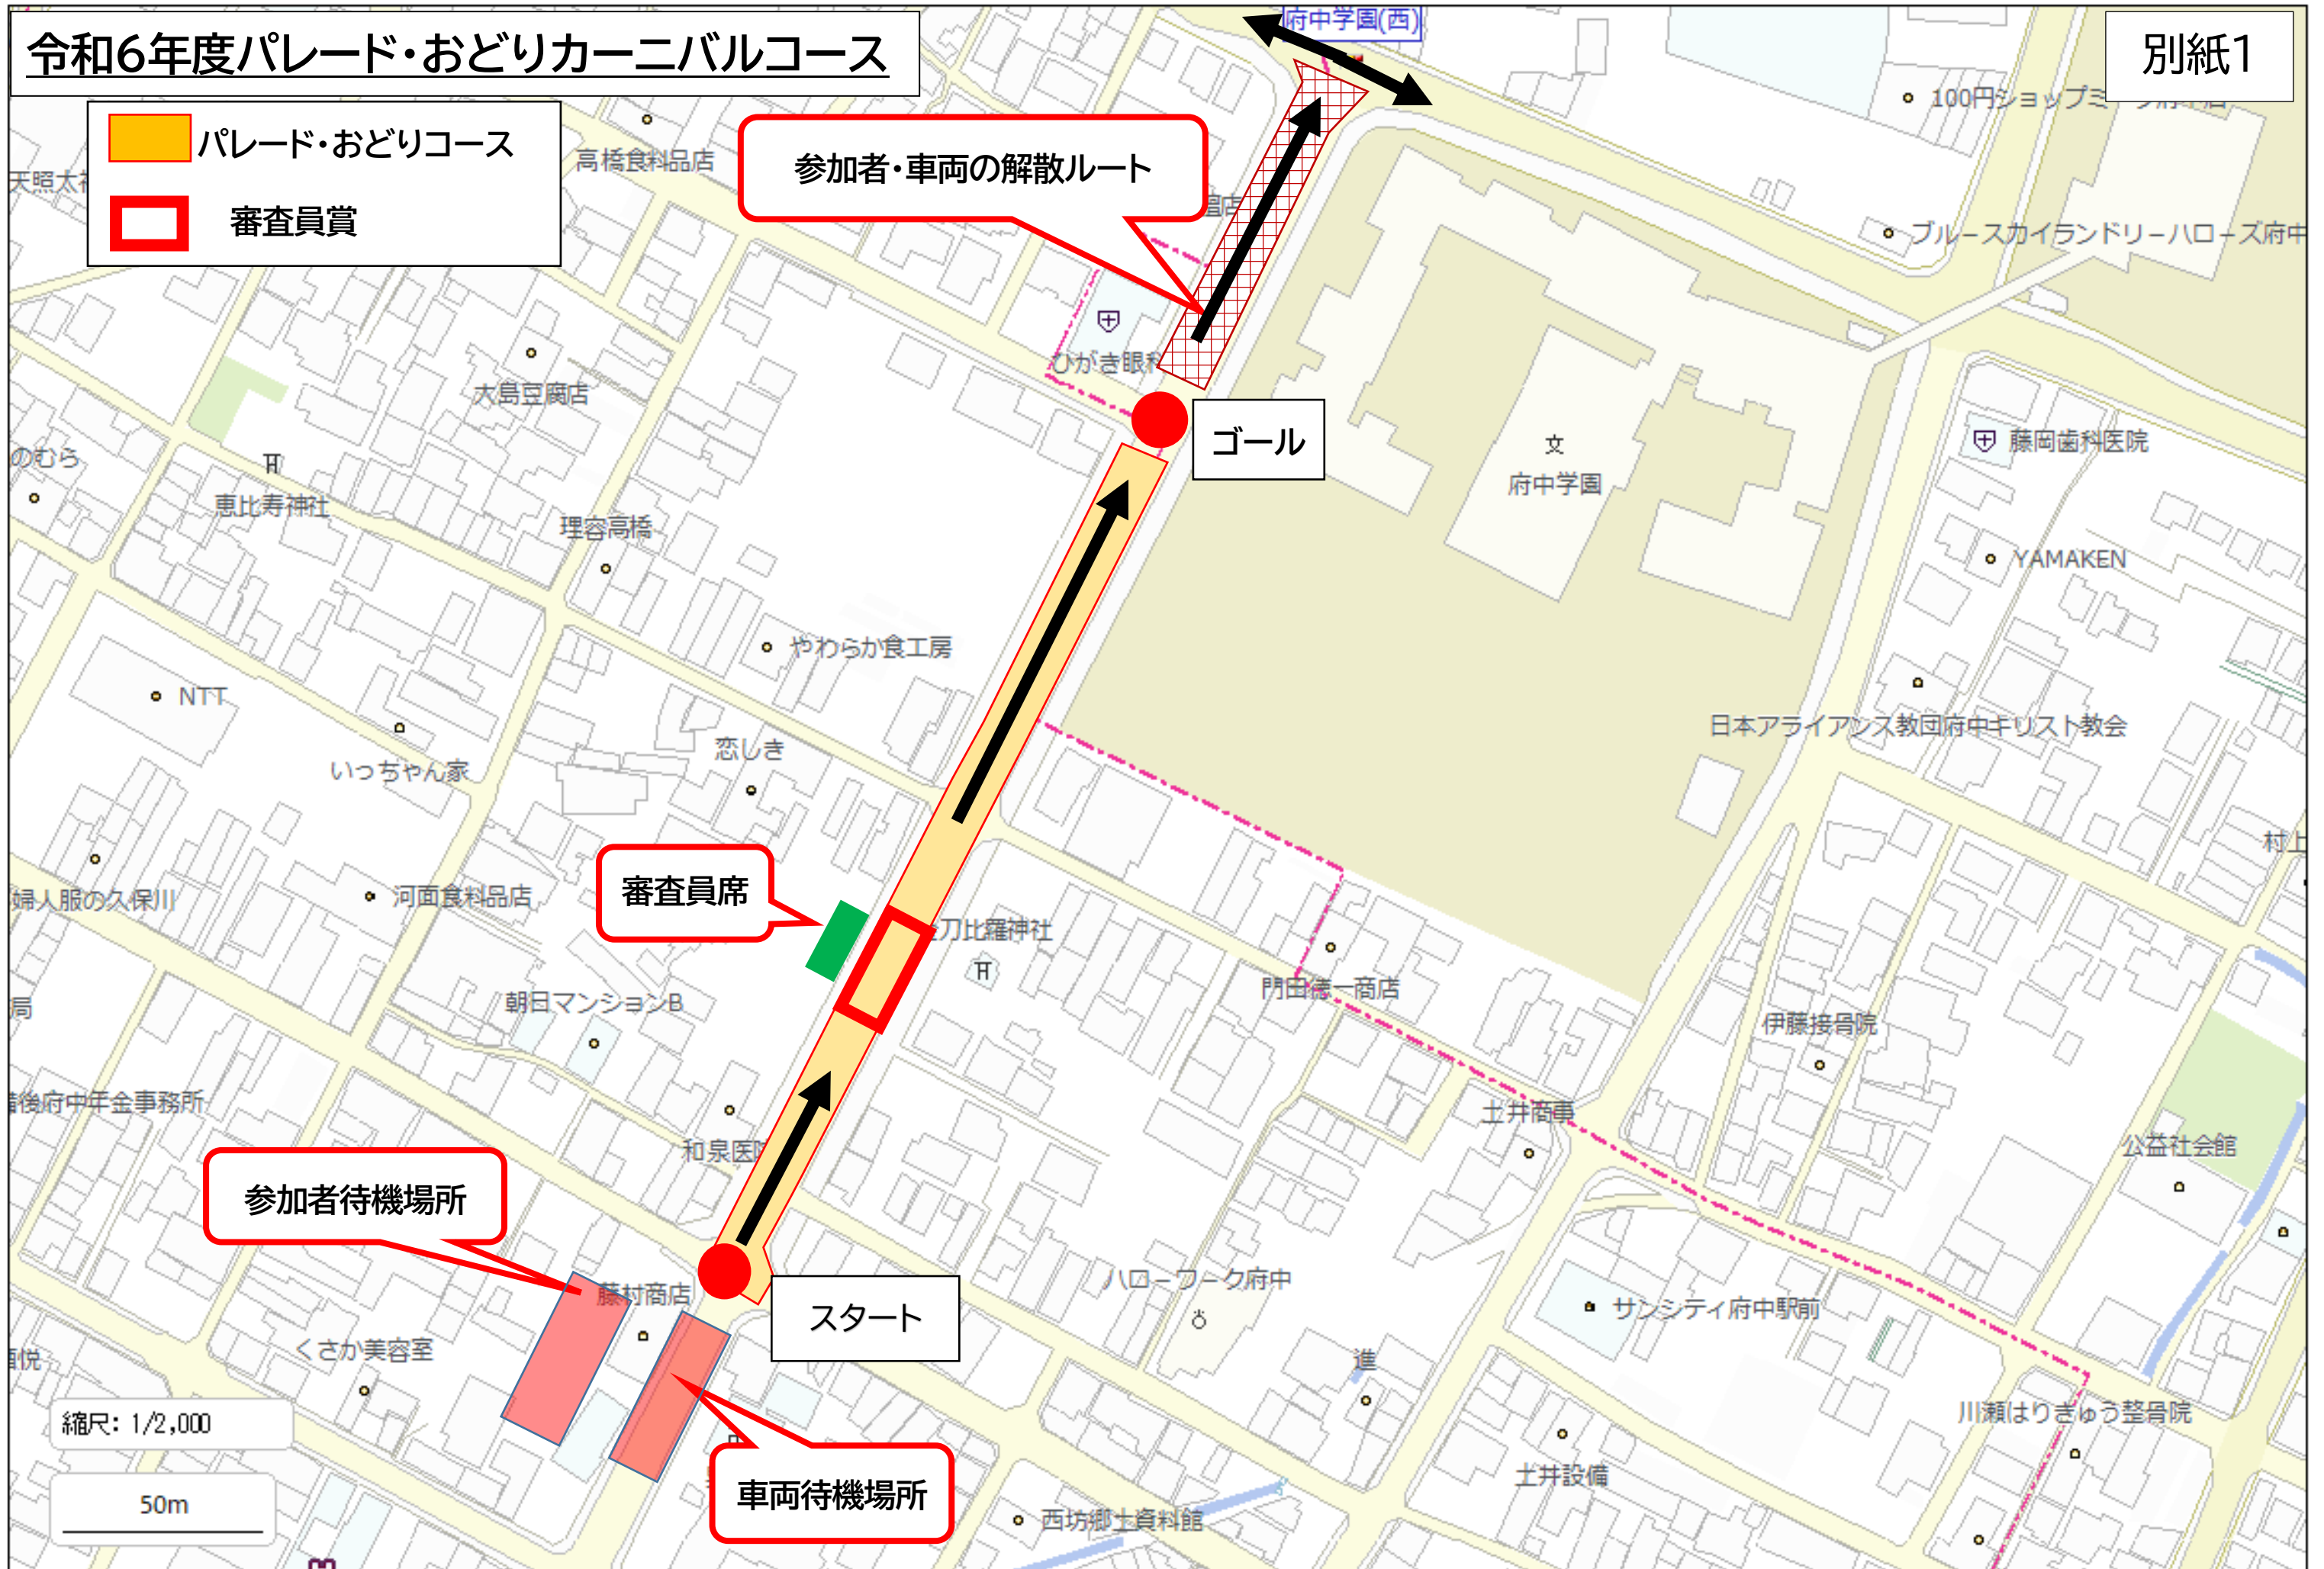 令和6年度パレード・おどりカーニバルコース
別紙1
パレード・おどりコース
審査員賞
府中学園(西)
参加者・車両の解散ルート
高橋食料品店
100円ショップミ
ブルースカイランドリーハローズ府中
ひがき眼科
大島豆腐店
ゴール
藤岡歯科医院
文
府中学園
のむら
恵比寿神社
理容高橋
YAMAKEN
やわらか食工房
NTT
日本アライアンス教団府中キリスト教会
恋しき
いっちゃん家
村上
審査員席
婦人服の久保川
河面食料品店
刀比羅神社
門田徳一商店
朝日マンションB
局
伊藤接骨院
備後府中年金事務所
土井商事
和泉医院
公益社会館
参加者待機場所
藤村商店
ハローワーク府中
スタート
サンシティ府中駅前
くさか美容室
進
縮尺: 1/2,000
川瀬はりきゅう整骨院
50m
車両待機場所
土井設備
西坊郷土資料館